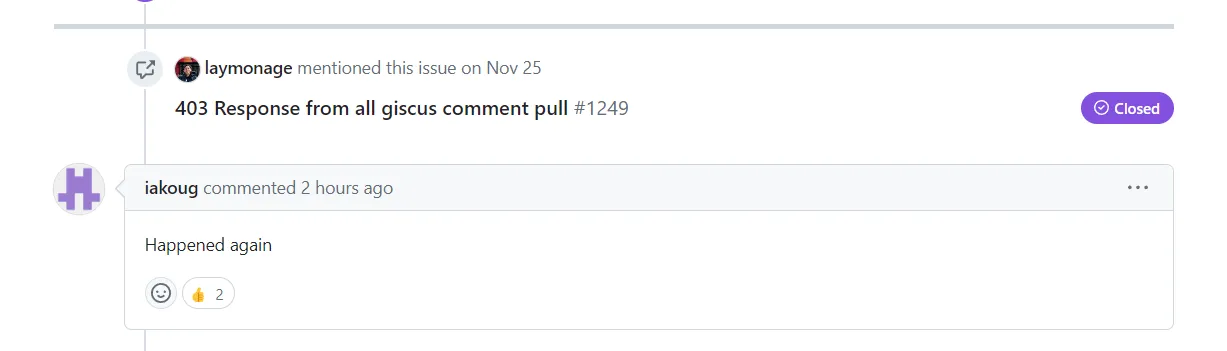 laymonage mentioned this issue on Nov 25
403 Response from all giscus comment pull #1249
Closed
iakoug commented 2 hours ago
Happened again
👍 2